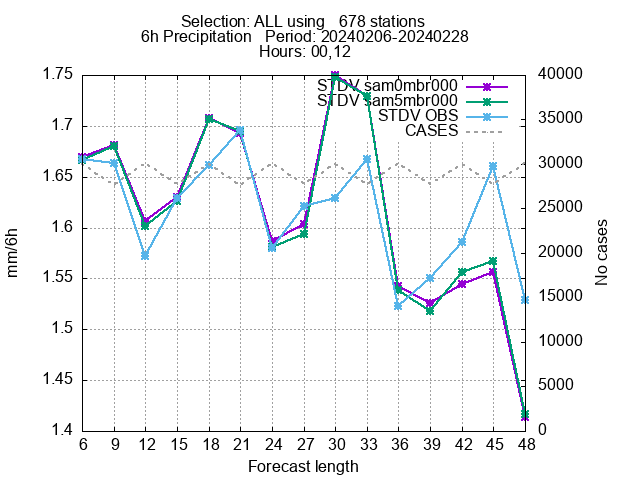 Selection: ALL using   678 stations
6h Precipitation   Period: 20240206-20240228
Hours: 00,12
1.75
1.7
1.65
1.6
1.55
1.5
1.45
1.4
mm/6h
STDV sam0mbr000
STDV sam5mbr000
STDV OBS
CASES
40000
35000
30000
25000
20000
15000
10000
5000
0
No cases
6 9 12 15 18 21 24 27 30 33 36 39 42 45 48
Forecast length